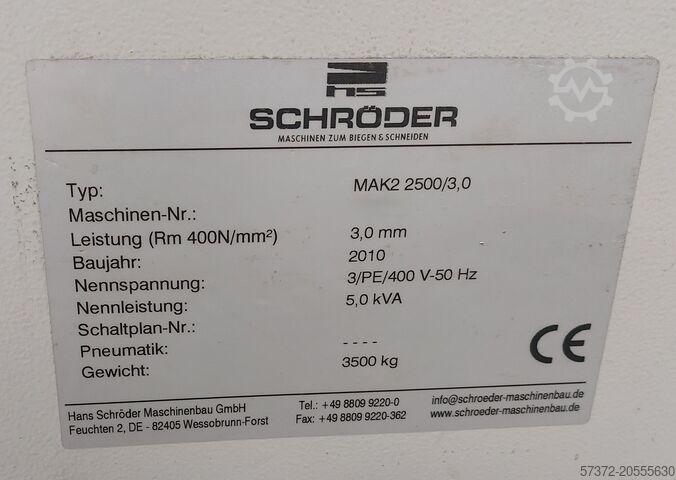 hs
SCHRÖDER
MASCHINEN ZUM BIEGEN & SCHNEIDEN
Typ: MAK2 2500/3,0
Maschinen-Nr.:
Leistung (Rm 400N/mm²) 3,0 mm
Baujahr: 2010
Nennspannung: 3/PE/400 V-50 Hz
Nennleistung: 5,0 kVA
Schaltplan-Nr.:
Pneumatik: - - - -
Gewicht: 3500 kg
CE
Hans Schröder Maschinenbau GmbH
Feuchten 2, DE - 82405 Wessobrunn-Forst
Tel.: +49 8809 9220-0
Fax: +49 8809 9220-362
info@schroeder-maschinenbau.de
www.schroeder-maschinenbau.de
57372-20555630